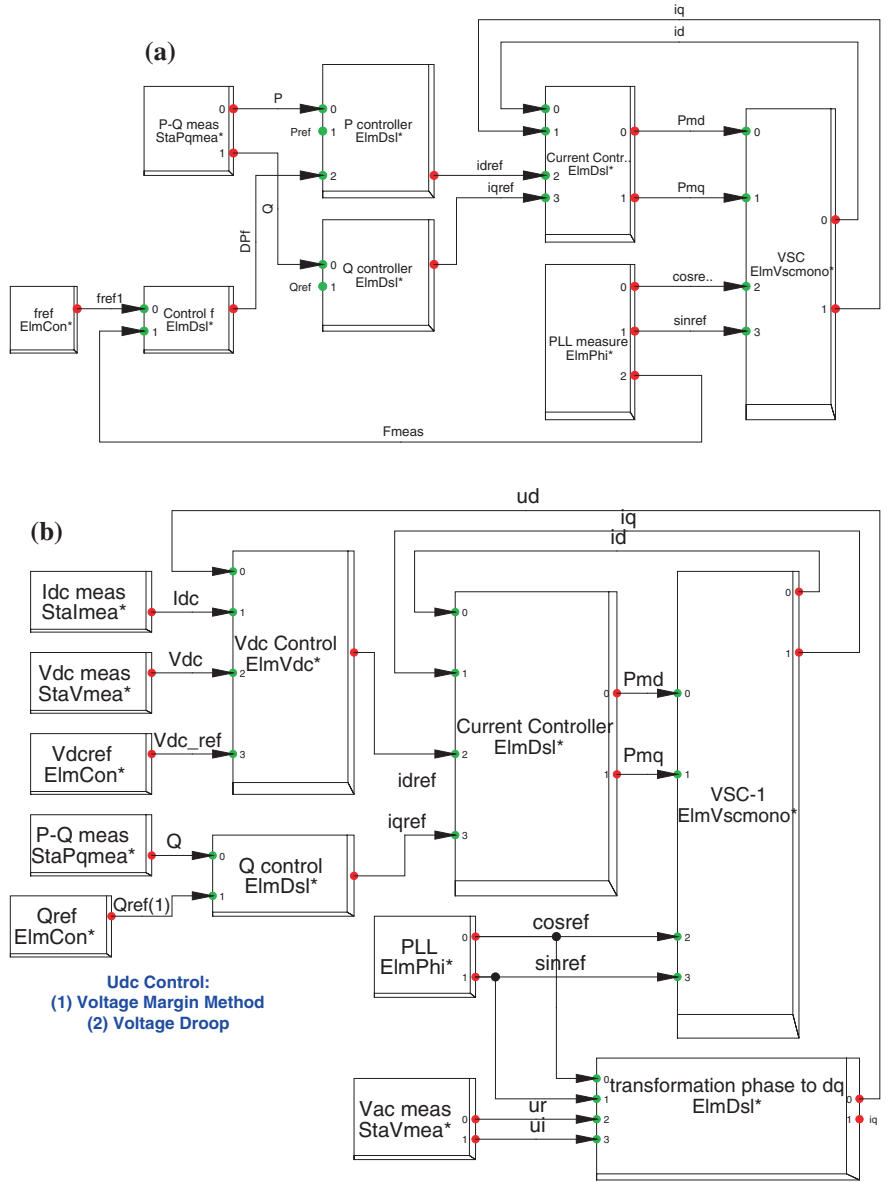 iq
id
(a)
P-Q meas
StaPqmea*
0
1
P
Q
DPf
0
Pref
1
2
P controller
ElmDsl*
0
Qref
1
Q controller
ElmDsl*
idref
iqref
0
1
2
3
Current Contr..
ElmDsl*
0
1
Pmd
Pmq
0
1
2
3
VSC
ElmVscmono*
0
1
fref
ElmCon*
fref1
0
1
Control f
ElmDsl*
PLL measure
ElmPhi*
0
1
2
cosre..
sinref
Fmeas
(b)
ud
iq
id
Idc meas
StaImea*
Idc
Vdc meas
StaVmea*
Vdc
Vdcref
ElmCon*
Vdc_ref
0
1
2
3
Vdc Control
ElmVdc*
P-Q meas
StaPqmea*
Q
Qref
ElmCon*
Qref(1)
0
1
Q control
ElmDsl*
idref
iqref
0
1
2
3
Current Controller
ElmDsl*
0
1
Pmd
Pmq
0
1
2
3
VSC-1
ElmVscmono*
0
1
PLL
ElmPhi*
0
1
cosref
sinref
Udc Control:
(1) Voltage Margin Method
(2) Voltage Droop
Vac meas
StaVmea*
0
1
ur
ui
0
1
2
3
transformation phase to dq
ElmDsl*
0
1
iq